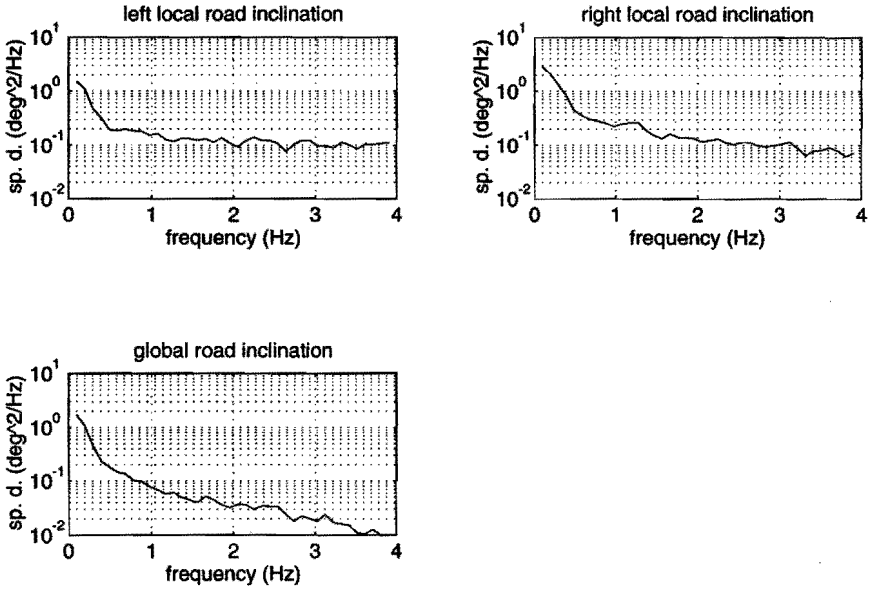 left local road inclination
sp. d. (deg^2/Hz)
10^1
10^0
10^-1
10^-2
0 1 2 3 4
frequency (Hz)
right local road inclination
sp. d. (deg^2/Hz)
10^1
10^0
10^-1
10^-2
0 1 2 3 4
frequency (Hz)
global road inclination
sp. d. (deg^2/Hz)
10^1
10^0
10^-1
10^-2
0 1 2 3 4
frequency (Hz)